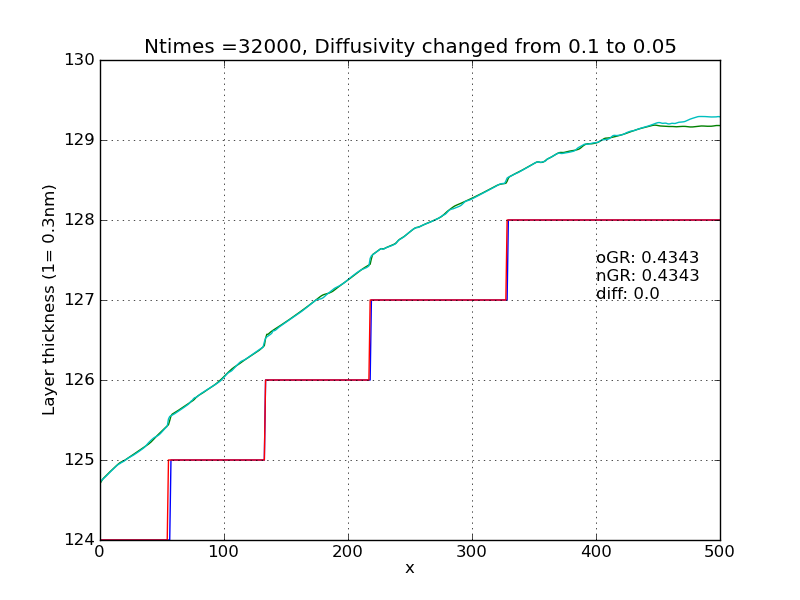 Ntimes =32000, Diffusivity changed from 0.1 to 0.05
130
129
128
127
126
125
124
Layer thickness (1= 0.3nm)
oGR: 0.4343
nGR: 0.4343
diff: 0.0
0 100 200 300 400 500
x